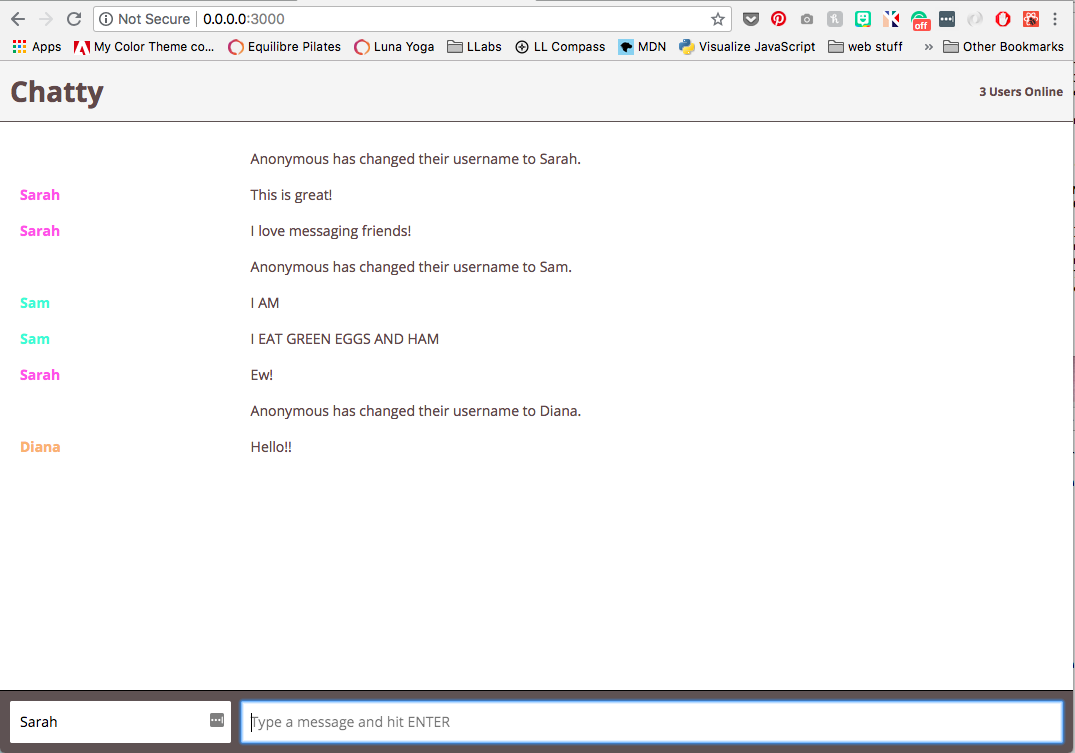 Not Secure 0.0.0.0:3000
off
Apps My Color Theme co... Equilibre Pilates Luna Yoga LLabs LL Compass MDN Visualize JavaScript web stuff » Other Bookmarks
Chatty 3 Users Online
Anonymous has changed their username to Sarah.
Sarah This is great!
Sarah I love messaging friends!
Anonymous has changed their username to Sam.
Sam I AM
Sam I EAT GREEN EGGS AND HAM
Sarah Ew!
Anonymous has changed their username to Diana.
Diana Hello!!
Sarah Type a message and hit ENTER